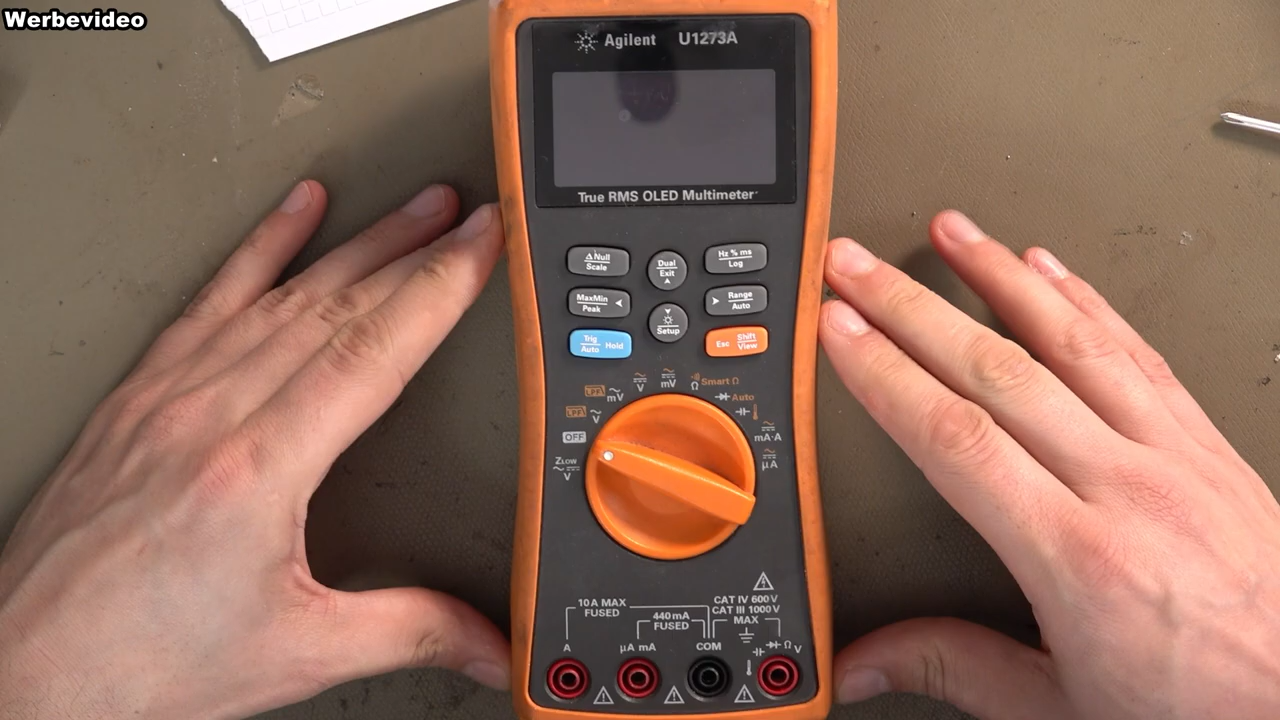 Werbevideo
Agilent U1273A
True RMS OLED Multimeter
Δ Null
Scale
Dual
Exit
Hz % ms
Log
MaxMin
Peak
Range
Auto
Setup
Trig
Auto Hold
Esc Shift
View
V
mV
V
mV
Ω Smart Ω
Auto
OFF
mA·A
ZLOW
V
μA
10A MAX
FUSED
440mA
FUSED
CAT IV 600V
CAT III 1000V
MAX
A
μA mA
COM
Ω
V